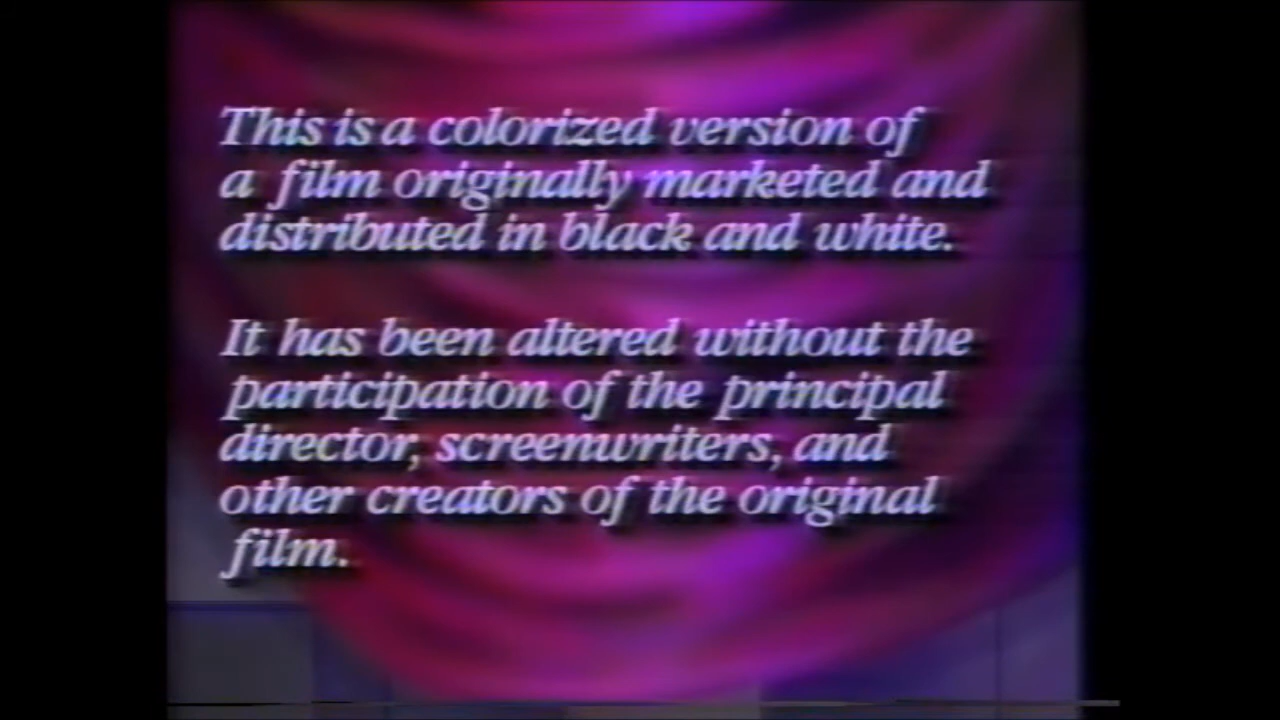 This is a colorized version of
a film originally marketed and
distributed in black and white.
It has been altered without the
participation of the principal
director, screenwriters, and
other creators of the original
film.